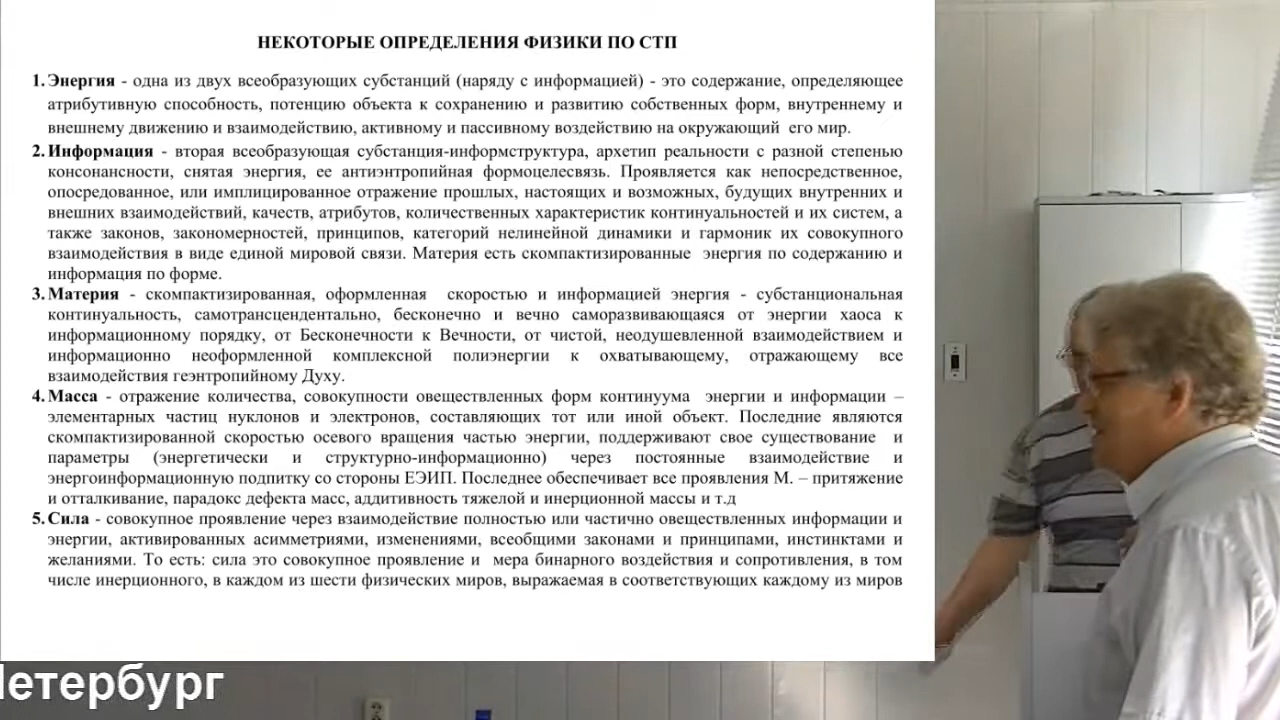 НЕКОТОРЫЕ ОПРЕДЕЛЕНИЯ ФИЗИКИ ПО СТП
1. Энергия - одна из двух всеобразующих субстанций (наряду с информацией) - это содержание, определяющее
атрибутивную способность, потенцию объекта к сохранению и развитию собственных форм, внутреннему и
внешнему движению и взаимодействию, активному и пассивному воздействию на окружающий его мир.
2. Информация - вторая всеобразующая субстанция-информструктура, архетип реальности с разной степенью
консонансности, снятая энергия, ее антиэнтропийная формоцелесвязь. Проявляется как непосредственное,
опосредованное, или имплицированное отражение прошлых, настоящих и возможных, будущих внутренних и
внешних взаимодействий, качеств, атрибутов, количественных характеристик континуальностей и их систем, а
также законов, закономерностей, принципов, категорий нелинейной динамики и гармоник их совокупного
взаимодействия в виде единой мировой связи. Материя есть скомпактизированные энергия по содержанию и
информация по форме.
3. Материя - скомпактизированная, оформленная скоростью и информацией энергия - субстанциональная
континуальность, самотрансцендентально, бесконечно и вечно саморазвивающаяся от энергии хаоса к
информационному порядку, от Бесконечности к Вечности, от чистой, неодушевленной взаимодействием и
информационно неоформленной комплексной полиэнергии к охватывающему, отражающему все
взаимодействия геэнтропийному Духу.
4. Масса - отражение количества, совокупности овеществленных форм континуума энергии и информации –
элементарных частиц нуклонов и электронов, составляющих тот или иной объект. Последние являются
скомпактизированной скоростью осевого вращения частью энергии, поддерживают свое существование и
параметры (энергетически и структурно-информационно) через постоянные взаимодействие и
энергоинформационную подпитку со стороны ЕЭИП. Последнее обеспечивает все проявления М. – притяжение
и отталкивание, парадокс дефекта масс, аддитивность тяжелой и инерционной массы и т.д
5. Сила - совокупное проявление через взаимодействие полностью или частично овеществленных информации и
энергии, активированных асимметриями, изменениями, всеобщими законами и принципами, инстинктами и
желаниями. То есть: сила это совокупное проявление и мера бинарного воздействия и сопротивления, в том
числе инерционного, в каждом из шести физических миров, выражаемая в соответствующих каждому из миров
Петербург